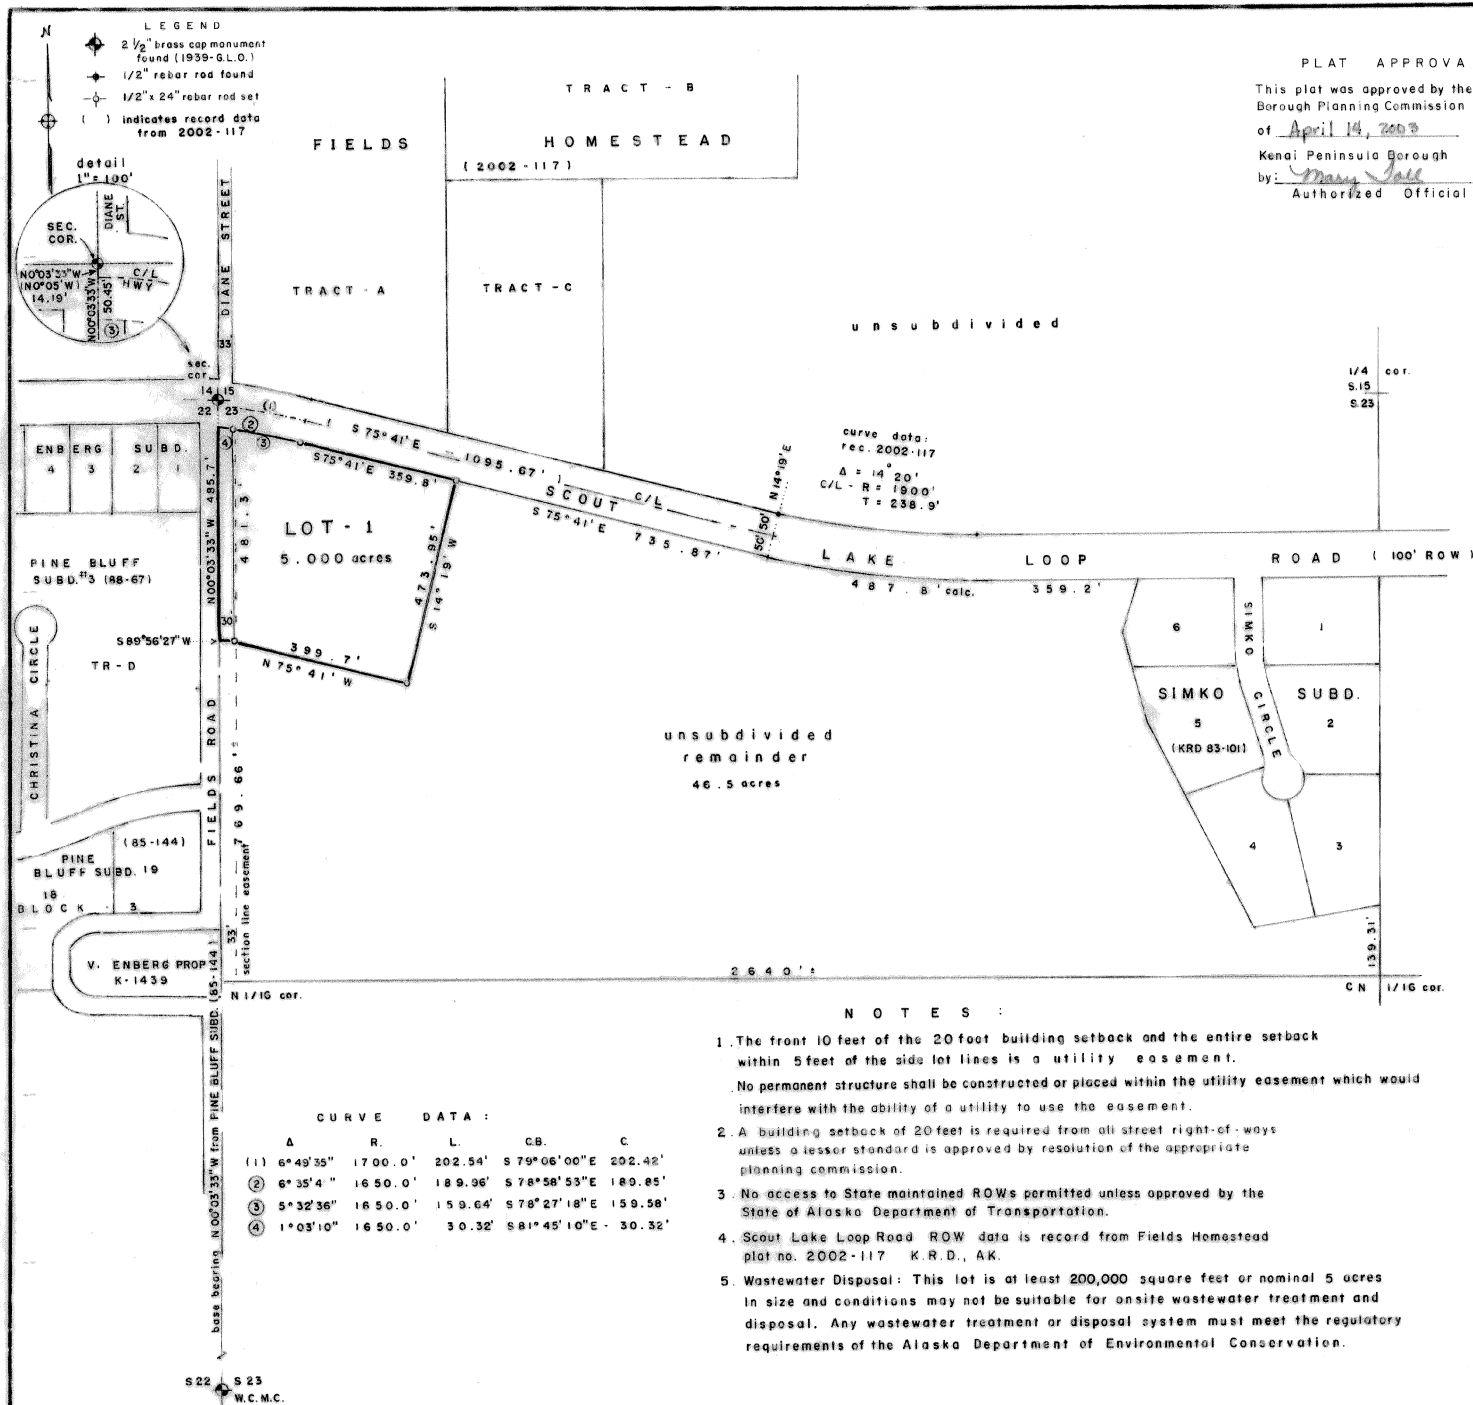 N
LEGEND
2 1/2" brass cap monument
found (1939-G.L.O.)
1/2" rebar rod found
1/2" x 24" rebar rod set
( ) indicates record data
from 2002-117
detail
1" = 100'
SEC.
COR.
DIANE
ST.
N0°03'33"W
(N0°05'W)
14.19'
N00°03'33"W
50.45'
C/L
HWY
3
PLAT APPROVA
This plat was approved by the
Borough Planning Commission
of April 14, 2003
Kenai Peninsula Borough
by: Mary Toll
Authorized Official
TRACT - B
FIELDS HOMESTEAD
(2002-117)
DIANE STREET
33'
TRACT - A
TRACT - C
unsubdivided
1/4 cor.
S.15
S.23
sec.
cor.
14 15
22 23
(1)
2
4
3
S 75°41' E 1095.67')
C/L
S75°41'E 359.8'
SCOUT
S 75°41' E 735.87'
N 14°19' E
50' 50'
curve data:
rec. 2002-117
Δ = 14° 20'
C/L - R = 1900'
T = 238.9'
LAKE LOOP ROAD (100' ROW)
487.8' calc. 359.2'
ENBERG SUBD.
4 3 2 1
N00°03'33"W 485.7'
481.3'
LOT - 1
5.000 acres
473.95'
S 14°19' W
30'
399.7'
N 75°41' W
PINE BLUFF
SUBD. #3 (88-67)
S89°56'27"W
TR - D
CHRISTINA CIRCLE
FIELDS ROAD
769.66'±
section line easement
33'
unsubdivided
remainder
46.5 acres
SIMKO CIRCLE
6
1
SIMKO SUBD.
5
2
(KRD 83-101)
4
3
139.31'
(85-144)
PINE
BLUFF SUBD. 19
18
BLOCK 3
V. ENBERG PROP
K-1439
N 1/16 cor.
2640'±
CN 1/16 cor.
base bearing N 00°03'33"W from PINE BLUFF SUBD. (85-144)
NOTES :
1. The front 10 feet of the 20 foot building setback and the entire setback
within 5 feet of the side lot lines is a utility easement.
No permanent structure shall be constructed or placed within the utility easement which would
interfere with the ability of a utility to use the easement.
2. A building setback of 20 feet is required from all street right-of-ways
unless a lesser standard is approved by resolution of the appropriate
planning commission.
3. No access to State maintained ROWs permitted unless approved by the
State of Alaska Department of Transportation.
4. Scout Lake Loop Road ROW data is record from Fields Homestead
plat no. 2002-117 K.R.D., AK.
5. Wastewater Disposal: This lot is at least 200,000 square feet or nominal 5 acres
in size and conditions may not be suitable for onsite wastewater treatment and
disposal. Any wastewater treatment or disposal system must meet the regulatory
requirements of the Alaska Department of Environmental Conservation.
CURVE DATA:
Δ R. L. C.B. C.
(1) 6°49'35" 1700.0' 202.54' S 79°06'00"E 202.42'
2 6°35'4" 1650.0' 189.96' S 78°58'53"E 189.85'
3 5°32'36" 1650.0' 159.64' S 78°27'18"E 159.58'
4 1°03'10" 1650.0' 30.32' S 81°45'10"E - 30.32'
S 22 S 23
W.C.M.C.